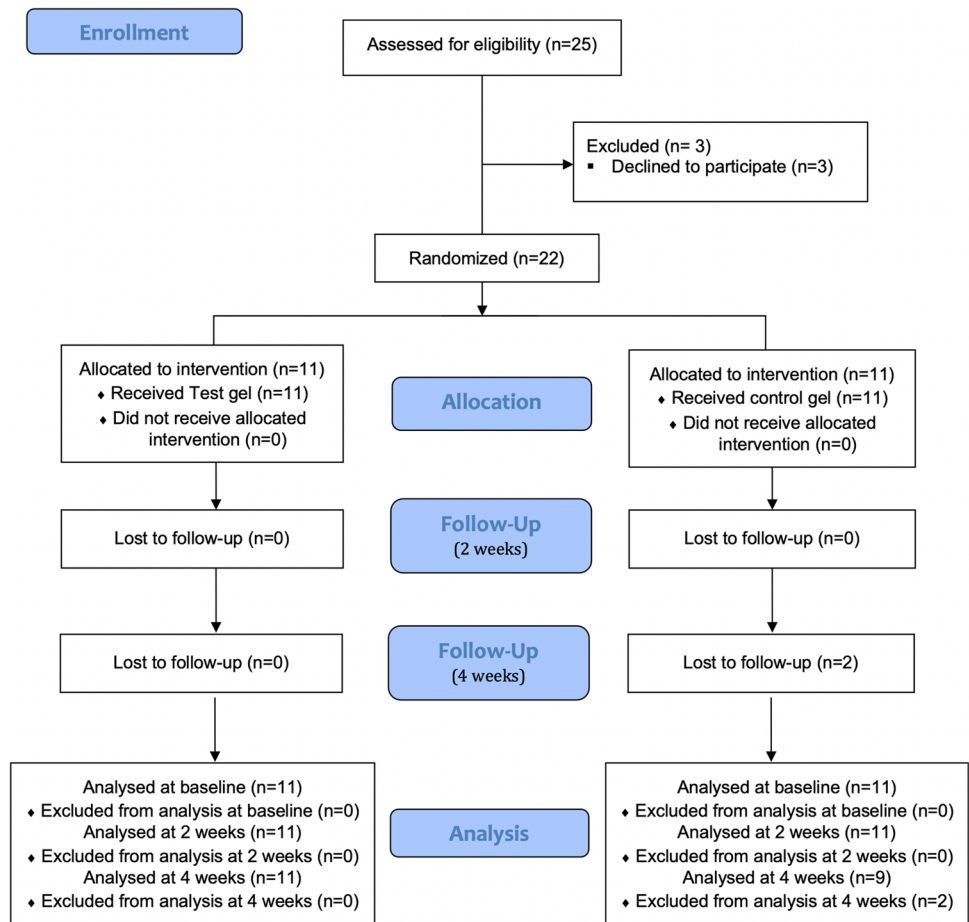 Enrollment
Assessed for eligibility (n=25)
Excluded (n= 3)
▪ Declined to participate (n=3)
Randomized (n=22)
Allocated to intervention (n=11)
♦ Received Test gel (n=11)
♦ Did not receive allocated
intervention (n=0)
Allocation
Allocated to intervention (n=11)
♦ Received control gel (n=11)
♦ Did not receive allocated
intervention (n=0)
Lost to follow-up (n=0)
Follow-Up
(2 weeks)
Lost to follow-up (n=0)
Lost to follow-up (n=0)
Follow-Up
(4 weeks)
Lost to follow-up (n=2)
Analysed at baseline (n=11)
♦ Excluded from analysis at baseline (n=0)
Analysed at 2 weeks (n=11)
♦ Excluded from analysis at 2 weeks (n=0)
Analysed at 4 weeks (n=11)
♦ Excluded from analysis at 4 weeks (n=0)
Analysis
Analysed at baseline (n=11)
♦ Excluded from analysis at baseline (n=0)
Analysed at 2 weeks (n=11)
♦ Excluded from analysis at 2 weeks (n=0)
Analysed at 4 weeks (n=9)
♦ Excluded from analysis at 4 weeks (n=2)